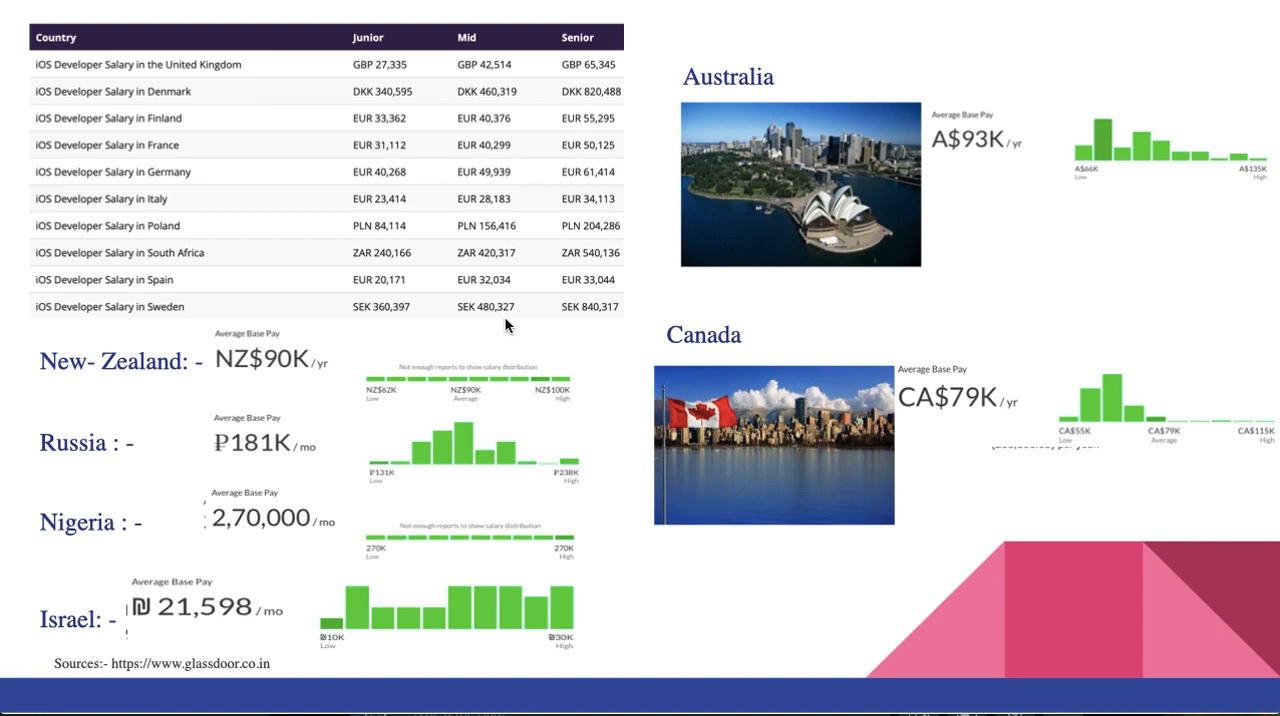 Country Junior Mid Senior
iOS Developer Salary in the United Kingdom GBP 27,335 GBP 42,514 GBP 65,345
iOS Developer Salary in Denmark DKK 340,595 DKK 460,319 DKK 820,488
iOS Developer Salary in Finland EUR 33,362 EUR 40,376 EUR 55,295
iOS Developer Salary in France EUR 31,112 EUR 40,299 EUR 50,125
iOS Developer Salary in Germany EUR 40,268 EUR 49,939 EUR 61,414
iOS Developer Salary in Italy EUR 23,414 EUR 28,183 EUR 34,113
iOS Developer Salary in Poland PLN 84,114 PLN 156,416 PLN 204,286
iOS Developer Salary in South Africa ZAR 240,166 ZAR 420,317 ZAR 540,136
iOS Developer Salary in Spain EUR 20,171 EUR 32,034 EUR 33,044
iOS Developer Salary in Sweden SEK 360,397 SEK 480,327 SEK 840,317
Average Base Pay
New- Zealand: - NZ$90K / yr
Not enough reports to show salary distribution
NZ$62K NZ$90K NZ$100K
Low Average High
Average Base Pay
Russia : - ₽181K / mo
₽131K ₽238K
Low High
Average Base Pay
Nigeria : - 2,70,000 / mo
Not enough reports to show salary distribution
270K 270K
Low High
Average Base Pay
Israel: - ₪ 21,598 / mo
₪10K ₪30K
Low High
Sources:- https://www.glassdoor.co.in
Australia
Average Base Pay
A$93K / yr
A$66K A$135K
Low High
Canada
Average Base Pay
CA$79K / yr
CA$55K CA$79K CA$115K
Low Average High